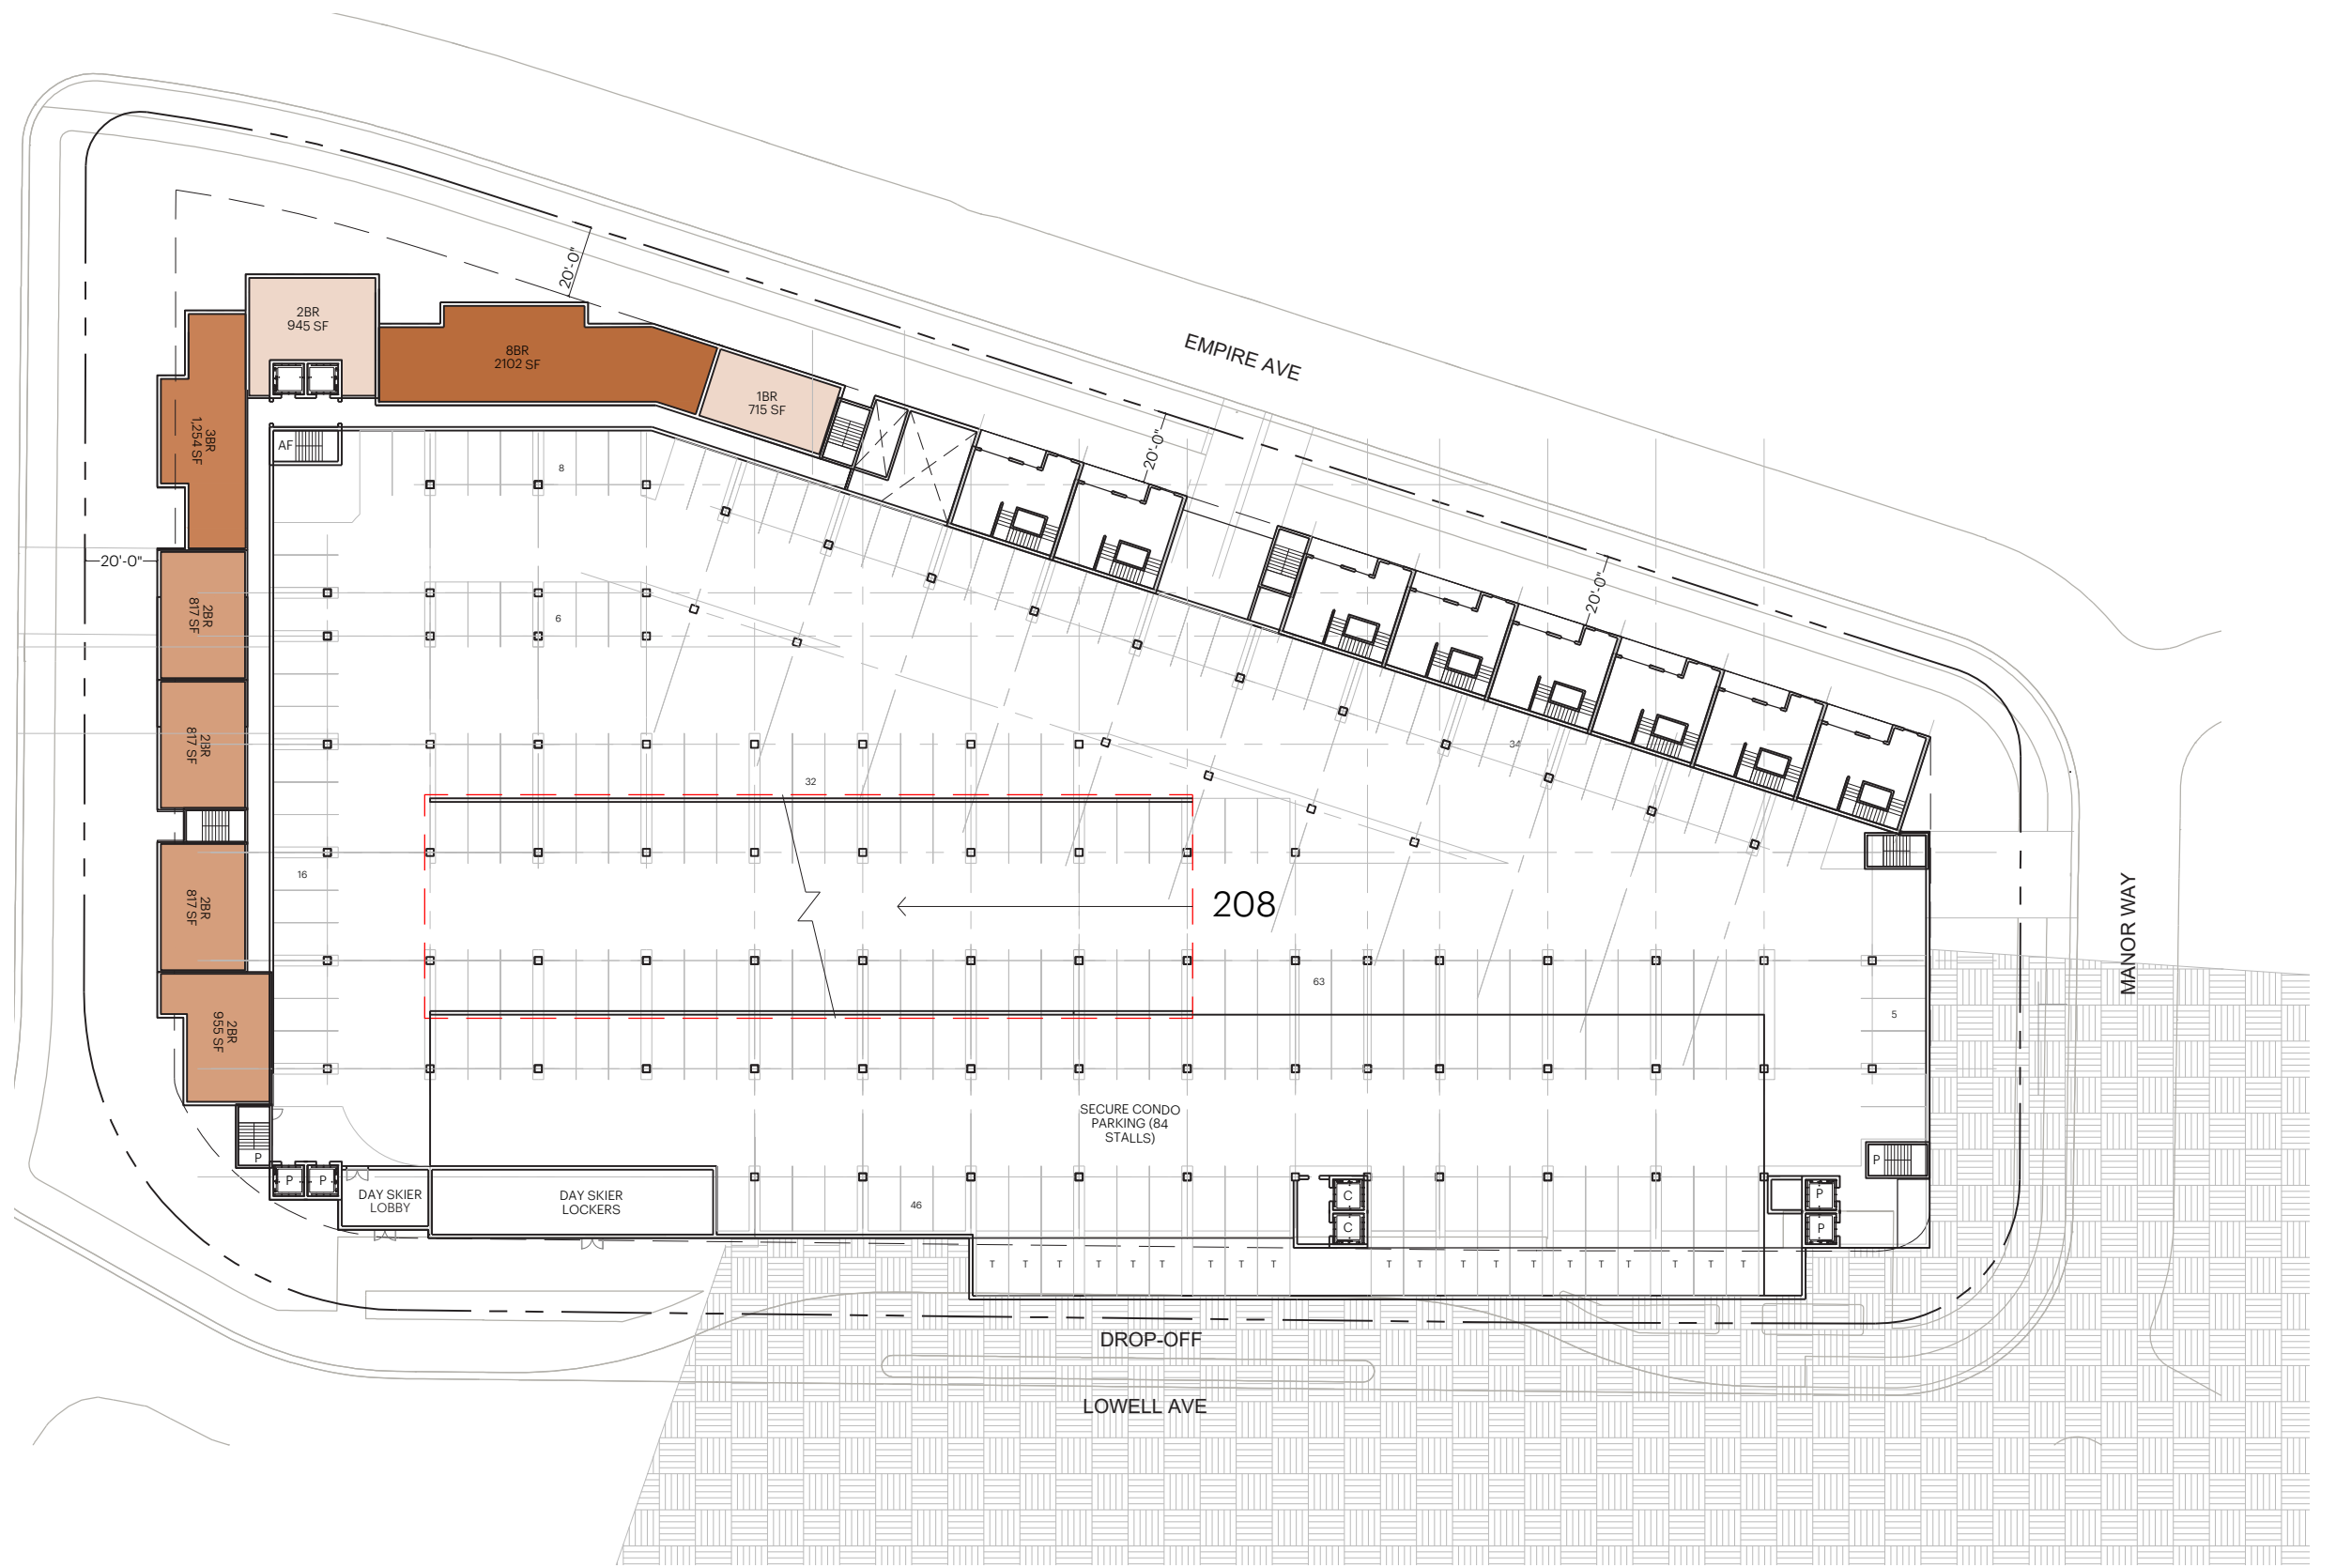 20'-0"
EMPIRE AVE
2BR
945 SF
8BR
2102 SF
1BR
715 SF
20'-0"
3BR
1,254 SF
AF
8
20'-0"
20'-0"
2BR
817 SF
6
2BR
817 SF
34
32
16
2BR
817 SF
208
MANOR WAY
63
5
2BR
955 SF
SECURE CONDO
PARKING (84
STALLS)
P
P
P
P
DAY SKIER
LOBBY
DAY SKIER
LOCKERS
46
C
C
P
P
T T T T T T T T T T T T T T T T T T T T
DROP-OFF
LOWELL AVE